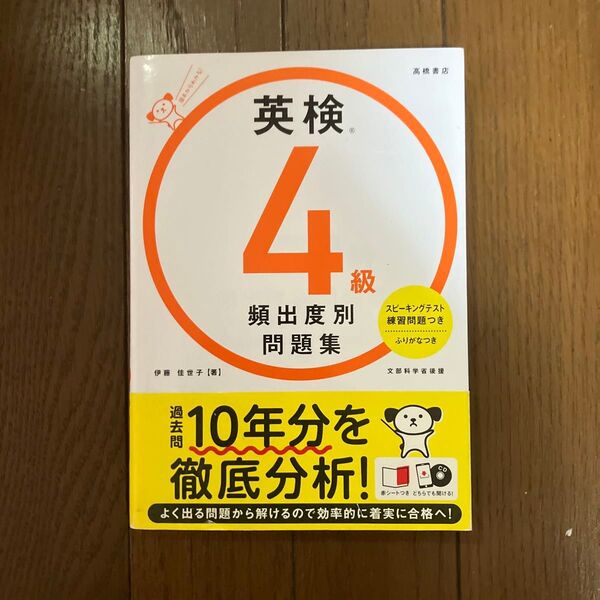 高橋書店
英検®
4級
頻出度別
問題集
スピーキングテスト
練習問題つき
ふりがなつき
伊藤 佳世子【著】
文部科学省後援
過去問
10年分を
徹底分析!
CD
赤シートつき どちらでも聞ける!
よく出る問題から解けるので効率的に着実に合格へ!